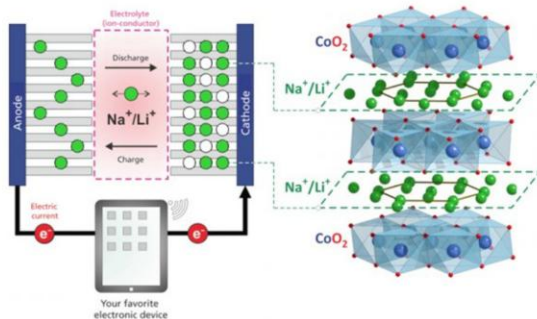 Electrolyte
(ion-conductor)
Discharge
Na⁺/Li⁺
Charge
Anode
Cathode
Electric
current
e⁻
e⁻
Your favorite
electronic device
CoO₂
Na⁺/Li⁺
Na⁺/Li⁺
CoO₂